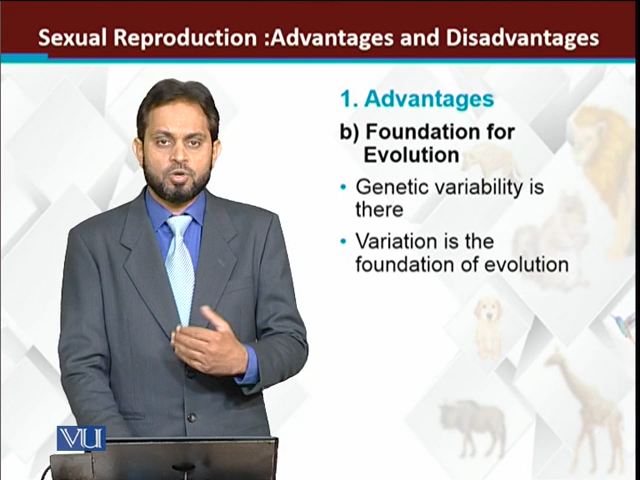 Sexual Reproduction :Advantages and Disadvantages
1. Advantages
b) Foundation for
Evolution
• Genetic variability is
there
• Variation is the
foundation of evolution
VU